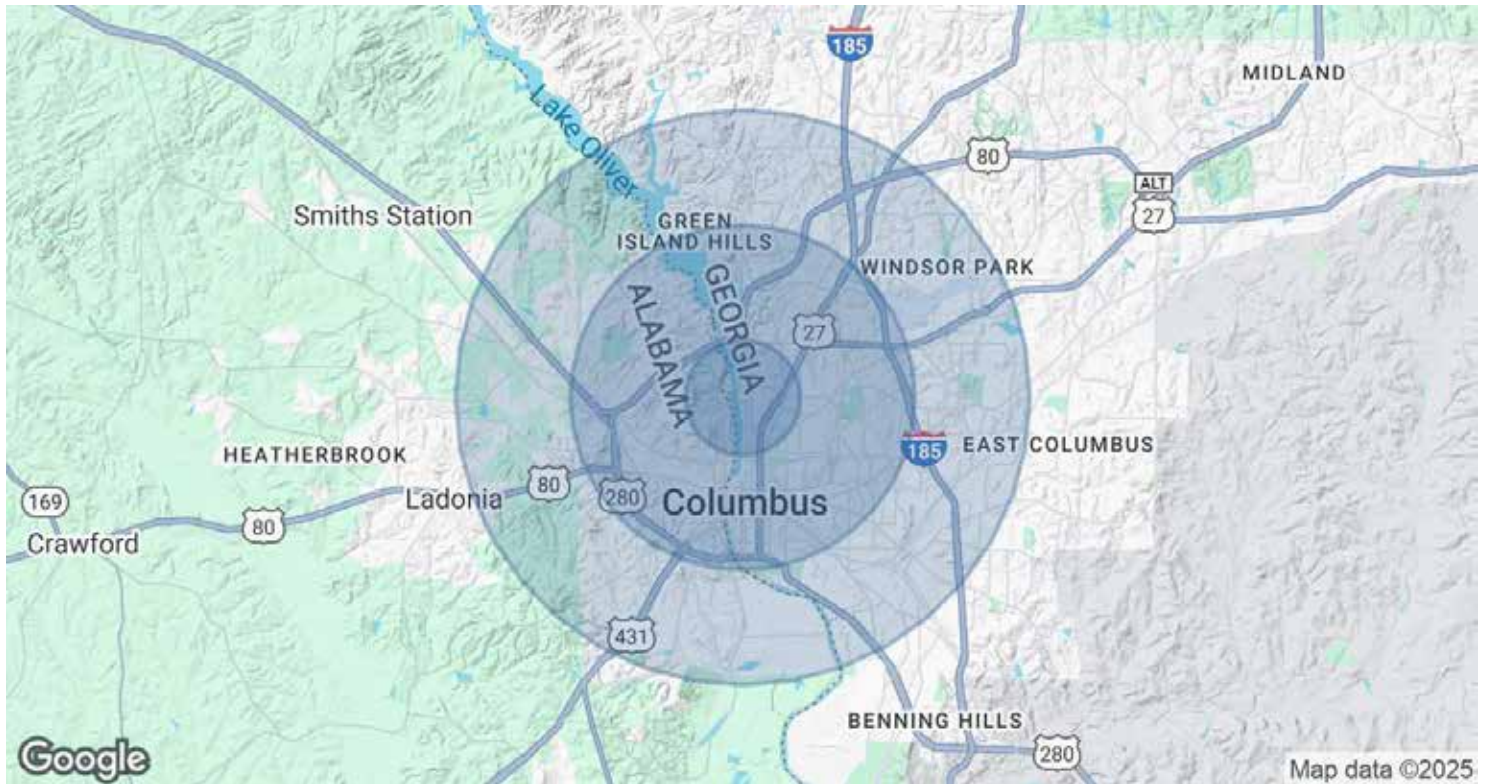 185
MIDLAND
Lake Oliver
80
ALT
27
Smiths Station
GREEN
ISLAND HILLS
WINDSOR PARK
GEORGIA
ALABAMA
27
HEATHERBROOK
185
EAST COLUMBUS
169
80
Ladonia
80
280
Columbus
Crawford
431
BENNING HILLS
280
Google
Map data ©2025